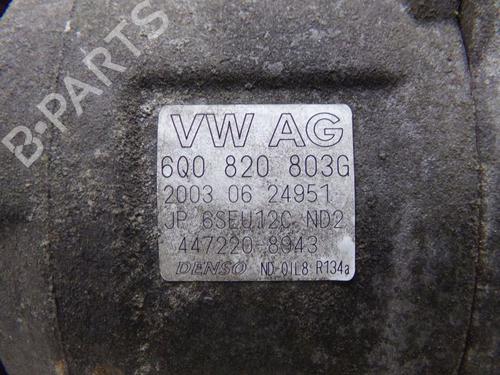 B-PARTS
VW AG
6Q0 820 803G
2003 06 24951
JP 6SEU12C ND2
447220-8943
DENSO ND-OIL8 R134a